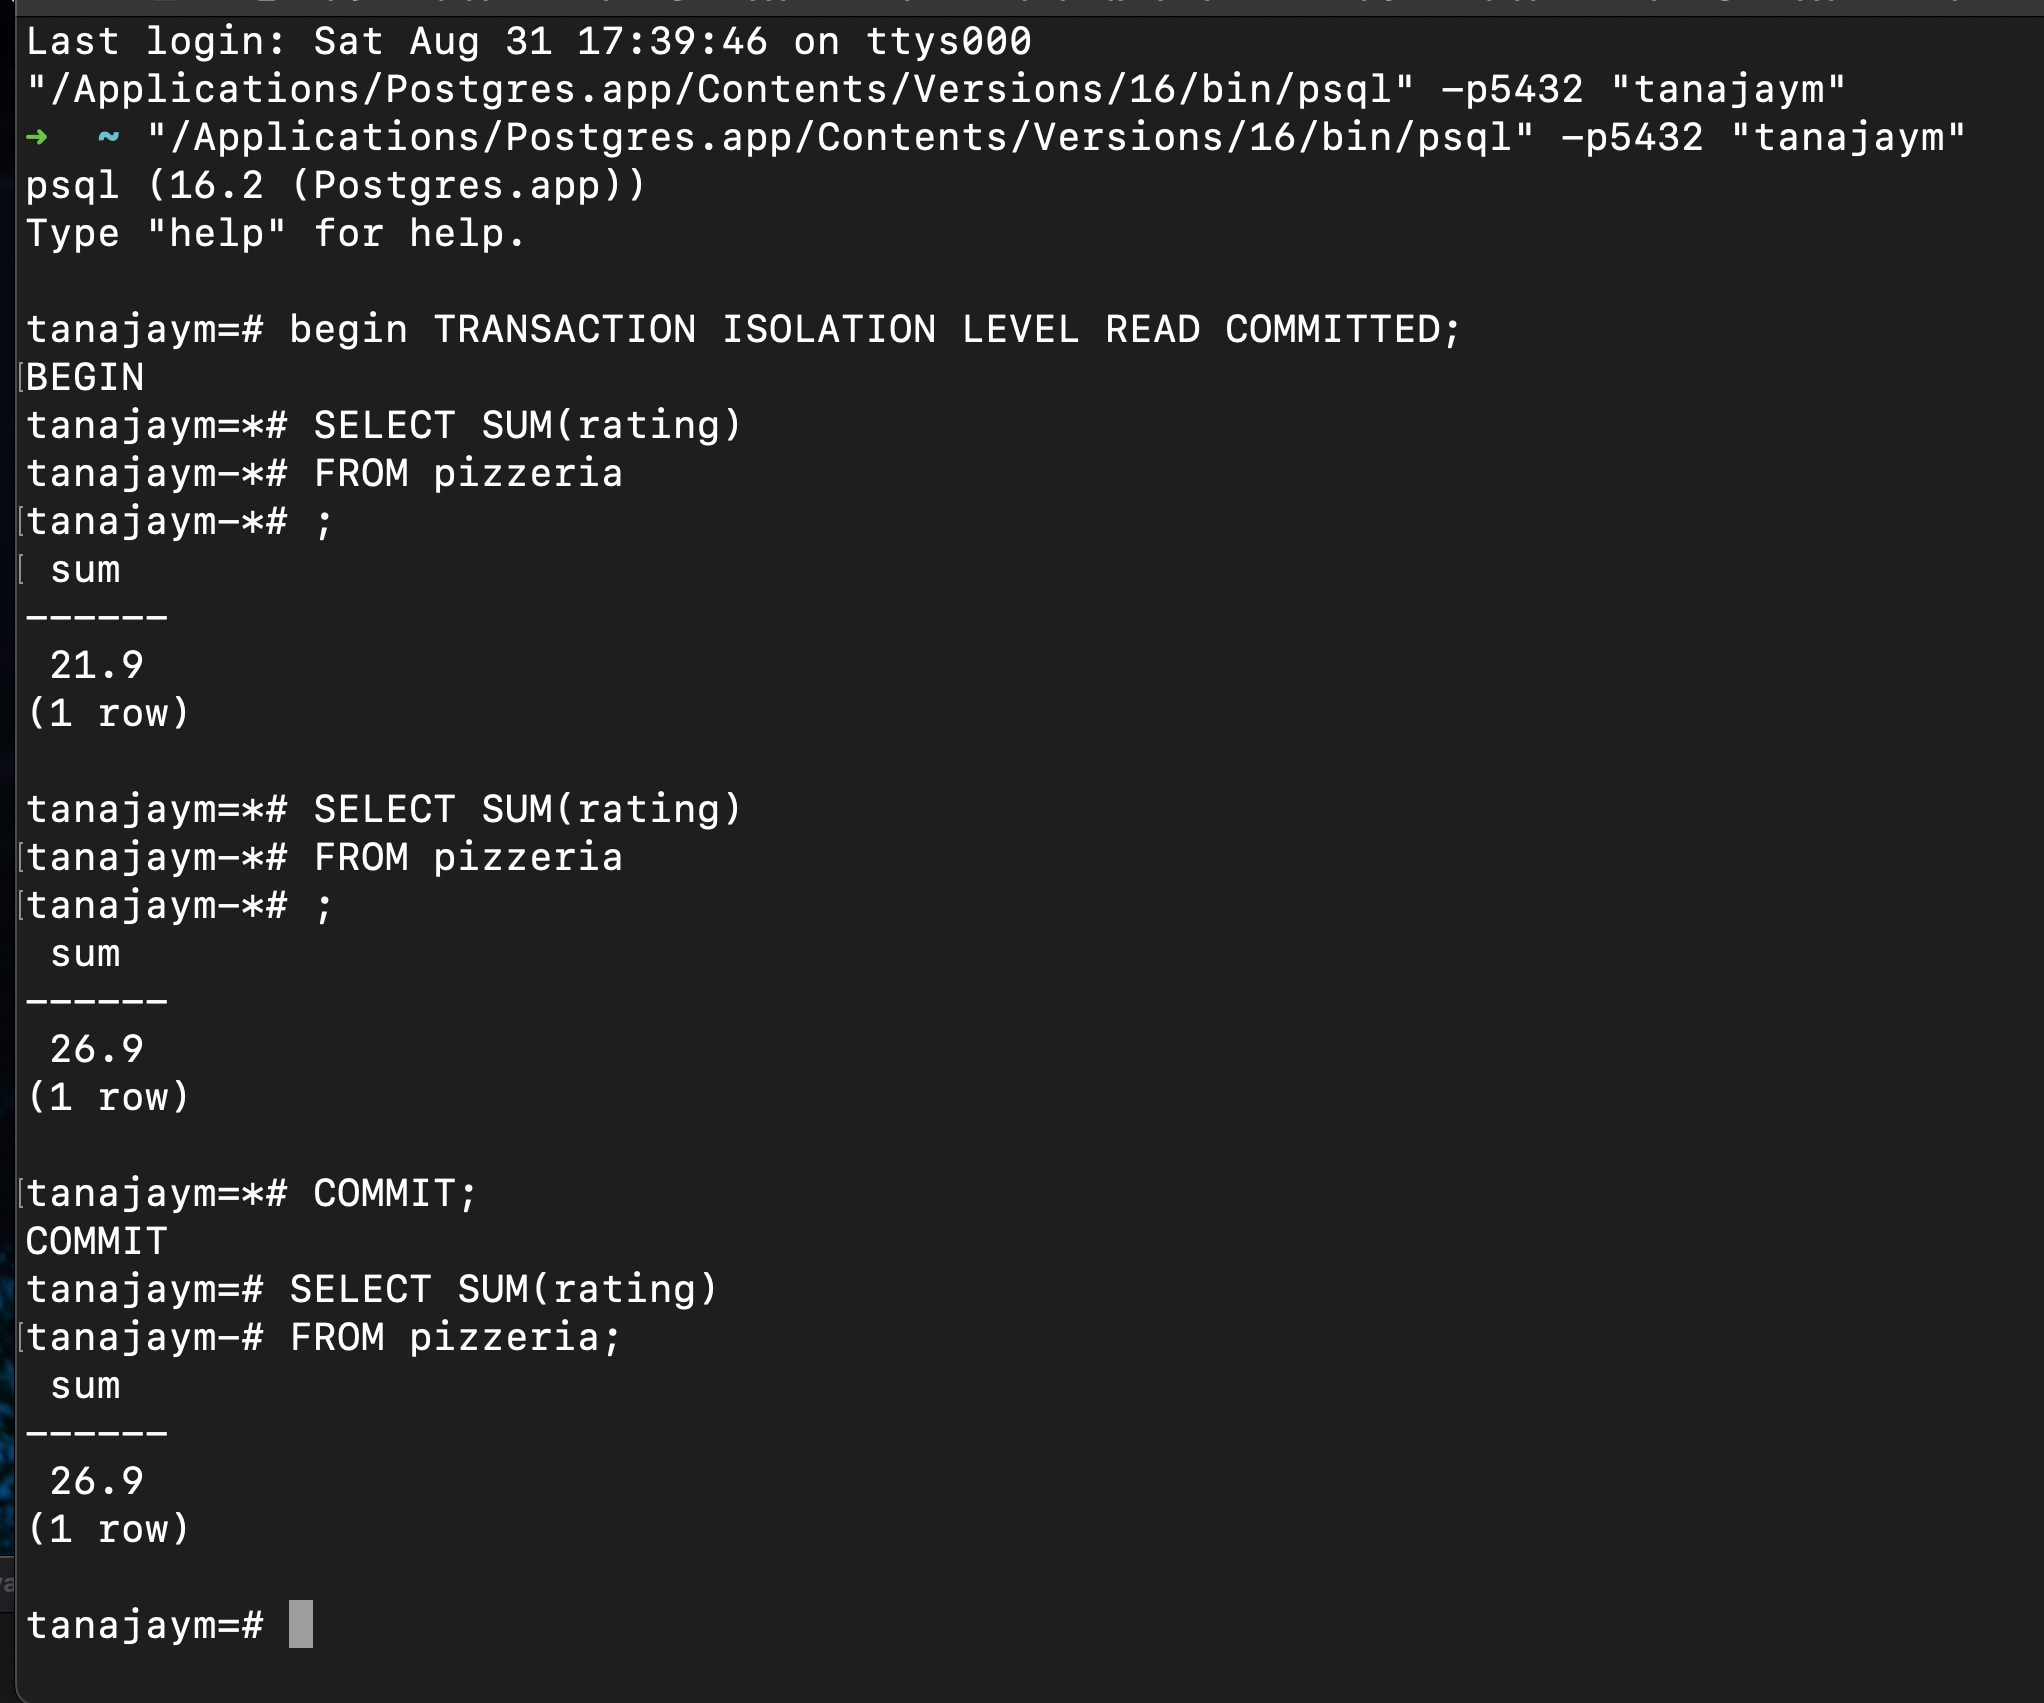 Last login: Sat Aug 31 17:39:46 on ttys000
"/Applications/Postgres.app/Contents/Versions/16/bin/psql" -p5432 "tanajaym"
➜  ~ "/Applications/Postgres.app/Contents/Versions/16/bin/psql" -p5432 "tanajaym"
psql (16.2 (Postgres.app))
Type "help" for help.
tanajaym=# begin TRANSACTION ISOLATION LEVEL READ COMMITTED;
BEGIN
tanajaym=*# SELECT SUM(rating)
tanajaym-*# FROM pizzeria
tanajaym-*# ;
sum
------
21.9
(1 row)
tanajaym=*# SELECT SUM(rating)
tanajaym-*# FROM pizzeria
tanajaym-*# ;
sum
------
26.9
(1 row)
tanajaym=*# COMMIT;
COMMIT
tanajaym=# SELECT SUM(rating)
tanajaym-# FROM pizzeria;
sum
------
26.9
(1 row)
tanajaym=#